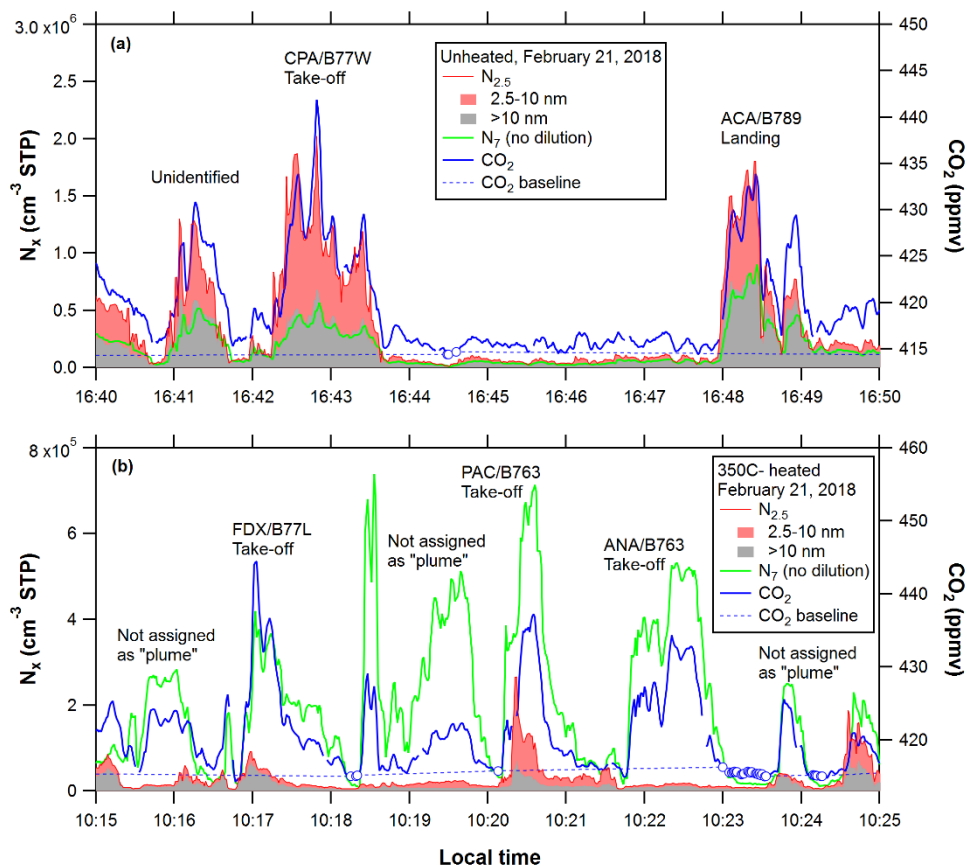 3.0 x10⁶
2.5
2.0
1.5
1.0
0.5
0.0
Nₓ (cm⁻³ STP)
(a)
Unidentified
CPA/B77W
Take-off
Unheated, February 21, 2018
N₂.₅
2.5-10 nm
>10 nm
N₇ (no dilution)
CO₂
CO₂ baseline
ACA/B789
Landing
450
445
440
435
430
425
420
415
CO₂ (ppmv)
16:40 16:41 16:42 16:43 16:44 16:45 16:46 16:47 16:48 16:49 16:50
8 x10⁵
6
4
2
0
Nₓ (cm⁻³ STP)
(b)
Not assigned
as "plume"
FDX/B77L
Take-off
Not assigned
as "plume"
PAC/B763
Take-off
ANA/B763
Take-off
350C- heated
February 21, 2018
N₂.₅
2.5-10 nm
>10 nm
N₇ (no dilution)
CO₂
CO₂ baseline
Not assigned
as "plume"
460
450
440
430
420
CO₂ (ppmv)
10:15 10:16 10:17 10:18 10:19 10:20 10:21 10:22 10:23 10:24 10:25
Local time